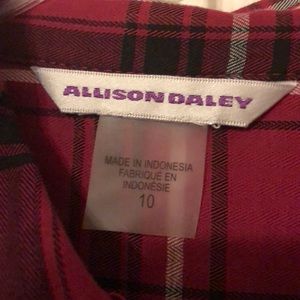 ALLISON DALEY
MADE IN INDONESIA
FABRIQUÉ EN
INDONÉSIE
10